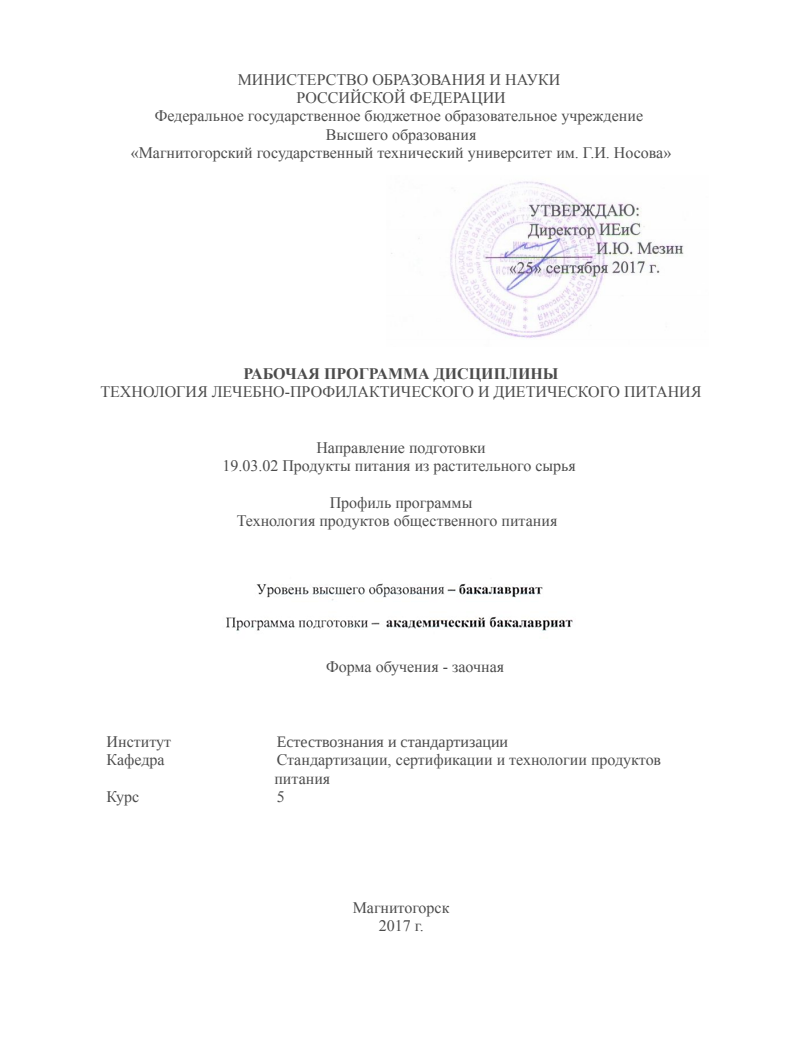 МИНИСТЕРСТВО ОБРАЗОВАНИЯ И НАУКИ
РОССИЙСКОЙ ФЕДЕРАЦИИ
Федеральное государственное бюджетное образовательное учреждение
Высшего образования
«Магнитогорский государственный технический университет им. Г.И. Носова»
УТВЕРЖДАЮ:
Директор ИЕиС
И.Ю. Мезин
«25» сентября 2017 г.
РАБОЧАЯ ПРОГРАММА ДИСЦИПЛИНЫ
ТЕХНОЛОГИЯ ЛЕЧЕБНО-ПРОФИЛАКТИЧЕСКОГО И ДИЕТИЧЕСКОГО ПИТАНИЯ
Направление подготовки
19.03.02 Продукты питания из растительного сырья
Профиль программы
Технология продуктов общественного питания
Уровень высшего образования – бакалавриат
Программа подготовки – академический бакалавриат
Форма обучения - заочная
Институт Естествознания и стандартизации
Кафедра Стандартизации, сертификации и технологии продуктов
питания
Курс 5
Магнитогорск
2017 г.